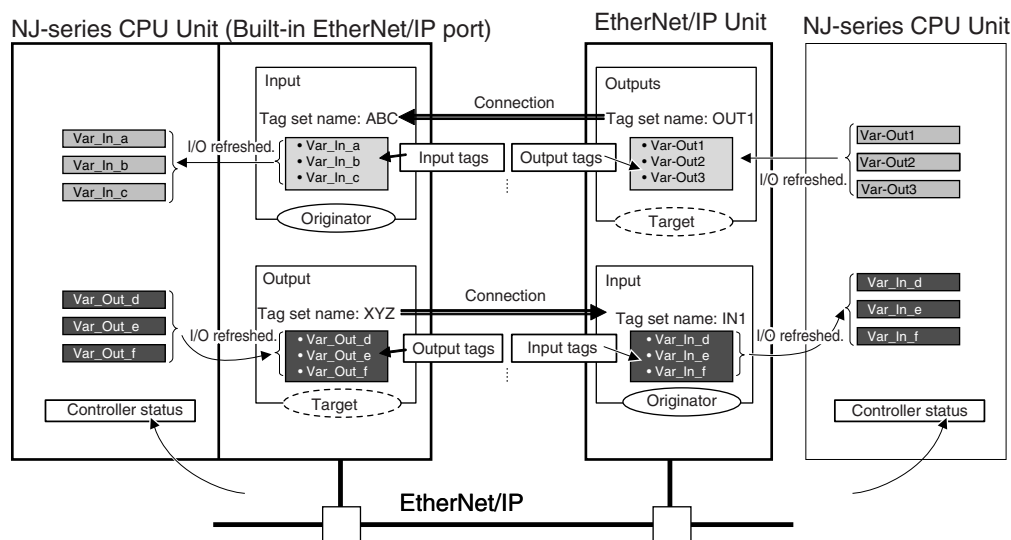 NJ-series CPU Unit (Built-in EtherNet/IP port)
EtherNet/IP Unit
NJ-series CPU Unit
Input
Tag set name: ABC
• Var_In_a
• Var_In_b
• Var_In_c
Originator
Var_In_a
Var_In_b
Var_In_c
I/O refreshed.
Connection
Input tags
Output tags
Outputs
Tag set name: OUT1
• Var-Out1
• Var-Out2
• Var-Out3
Target
I/O refreshed.
Var-Out1
Var-Out2
Var-Out3
Var_Out_d
Var_Out_e
Var_Out_f
I/O refreshed.
Output
Tag set name: XYZ
• Var_Out_d
• Var_Out_e
• Var_Out_f
Target
Connection
Output tags
Input tags
Input
Tag set name: IN1
• Var_In_d
• Var_In_e
• Var_In_f
Originator
I/O refreshed.
Var_In_d
Var_In_e
Var_In_f
Controller status
Controller status
EtherNet/IP